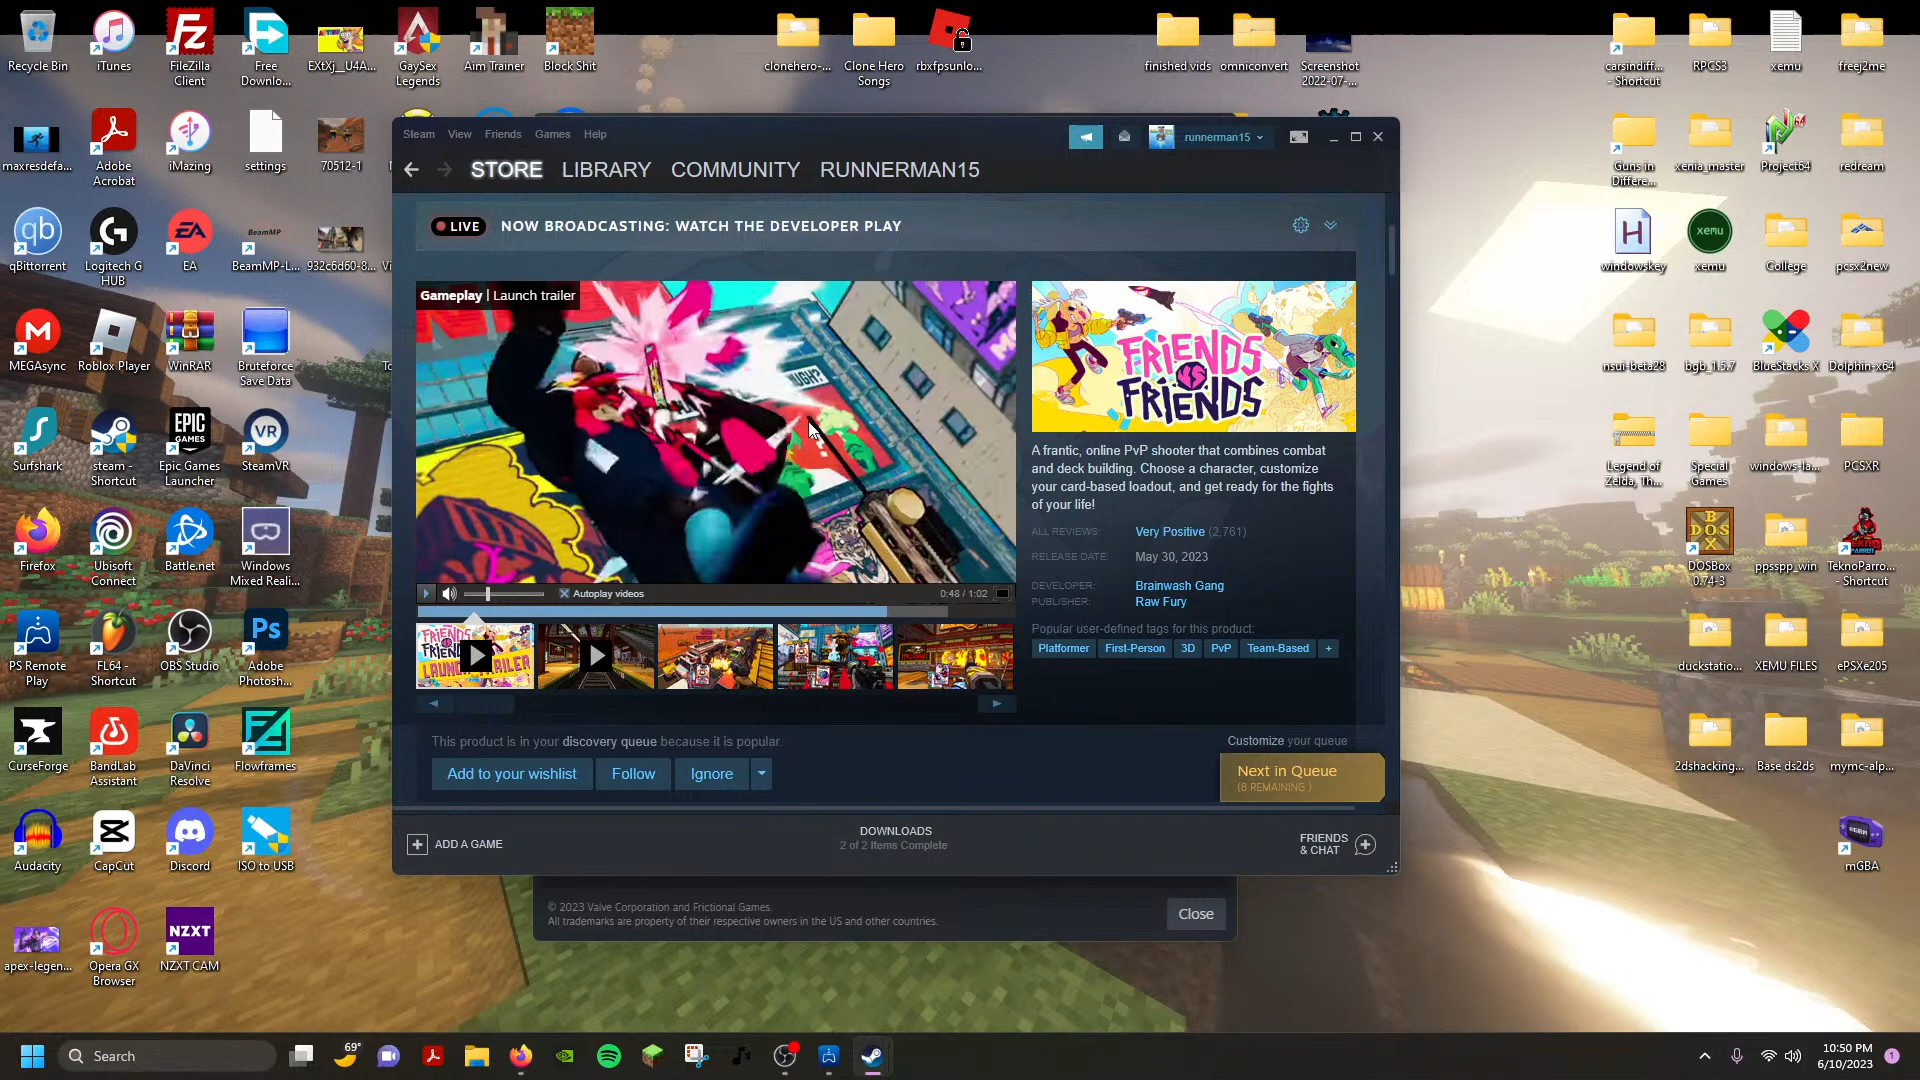 Recycle Bin
iTunes
FileZilla
Client
Free
Downlo...
EXtXj__U4A...
GaySex
Legends
Aim Trainer
Block Shit
clonehero-...
Clone Hero
Songs
rbxfpsunlo...
finished vids
omniconvert
Screenshot
2022-07-...
carsindiff...
- Shortcut
RPCS3
xemu
freej2me
maxresdefa...
Adobe
Acrobat
iMazing
settings
70512-1
Guns in
Differe...
xenia_master
Project64
redream
qBittorrent
Logitech G
HUB
EA
BeamMP
BeamMP-L...
932c6d60-8...
windowskey
xemu
xemu
College
pcsx2new
MEGAsync
Roblox Player
WinRAR
Bruteforce
Save Data
nsui-beta28
bgb_1.5.7
BlueStacks X
Dolphin-x64
Surfshark
steam -
Shortcut
EPIC
GAMES
Epic Games
Launcher
VR
SteamVR
Legend of
Zelda, Th...
Special
Games
windows-la...
PCSXR
Firefox
Ubisoft
Connect
Battle.net
Windows
Mixed Reali...
DOSBox
0.74-3
ppsspp_win
TeknoParro...
- Shortcut
PS Remote
Play
FL64 -
Shortcut
OBS Studio
Ps
Adobe
Photosh...
duckstatio...
XEMU FILES
ePSXe205
CurseForge
BandLab
Assistant
DaVinci
Resolve
Flowframes
2dshacking...
Base ds2ds
mymc-alp...
Audacity
CapCut
Discord
ISO to USB
mGBA
apex-legen...
Opera GX
Browser
NZXT
NZXT CAM
Steam View Friends Games Help
runnerman15
STORE LIBRARY COMMUNITY RUNNERMAN15
LIVE NOW BROADCASTING: WATCH THE DEVELOPER PLAY
Gameplay | Launch trailer
UGH?
FRIENDS
VS
FRIENDS
A frantic, online PvP shooter that combines combat
and deck building. Choose a character, customize
your card-based loadout, and get ready for the fights
of your life!
ALL REVIEWS: Very Positive (2,761)
RELEASE DATE: May 30, 2023
DEVELOPER: Brainwash Gang
PUBLISHER: Raw Fury
Popular user-defined tags for this product:
Platformer First-Person 3D PvP Team-Based +
Autoplay videos 0:48 / 1:02
This product is in your discovery queue because it is popular.
Customize your queue
Add to your wishlist Follow Ignore
Next in Queue
(8 REMAINING )
ADD A GAME
DOWNLOADS
2 of 2 Items Complete
FRIENDS
& CHAT
© 2023 Valve Corporation and Frictional Games.
All trademarks are property of their respective owners in the US and other countries.
Close
Search
69°
10:50 PM
6/10/2023
1